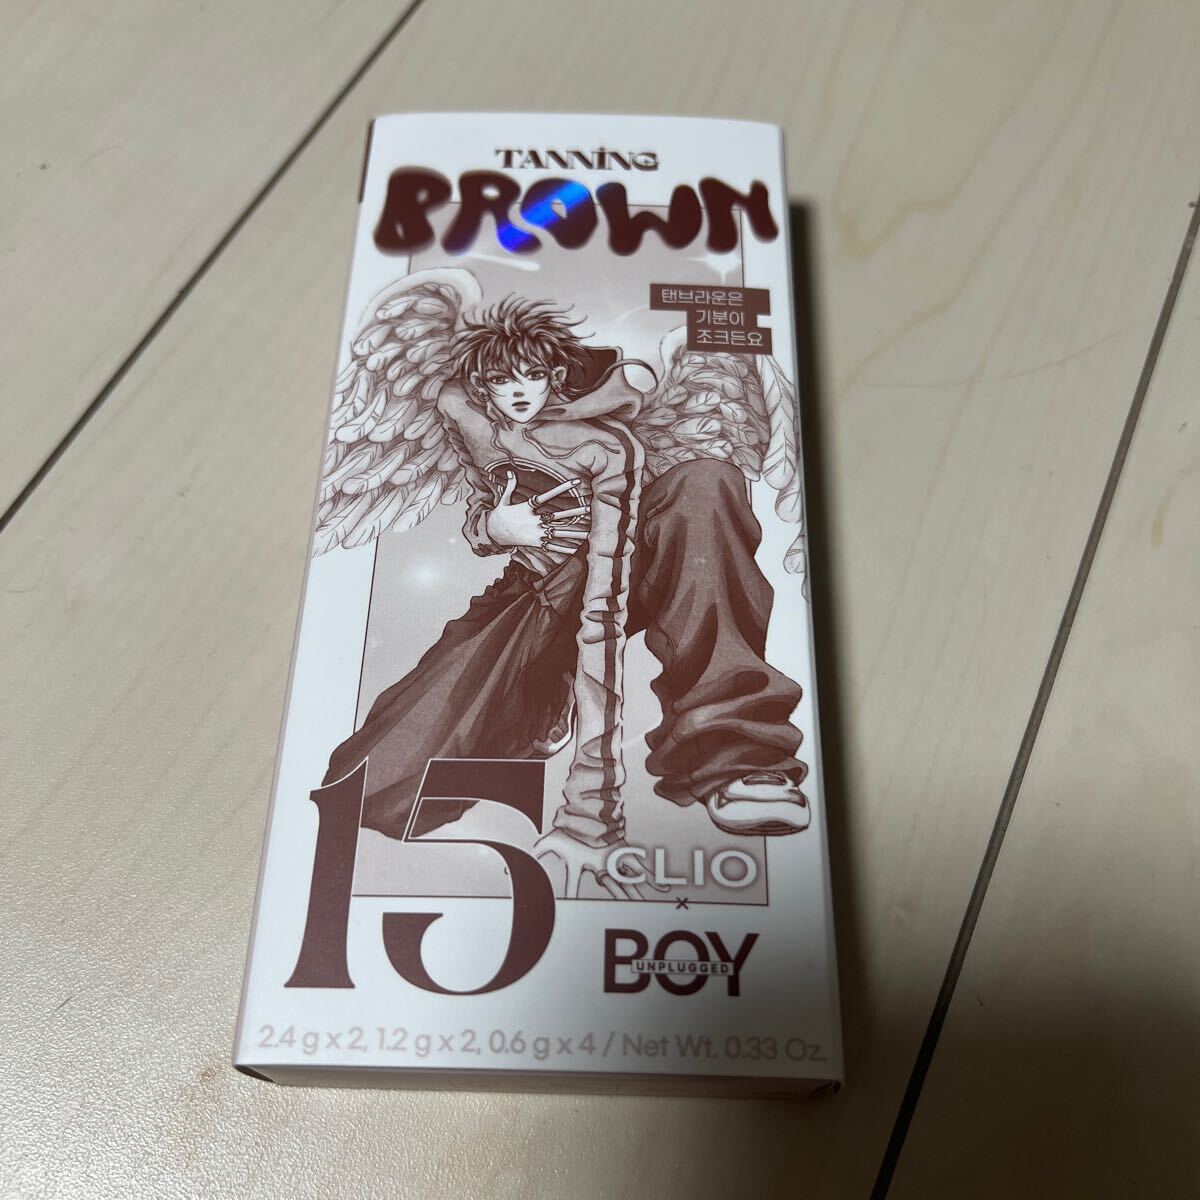 TANNING
BROWN
탠브라운은
기분이
조크든요
15
CLIO
×
BOY
UNPLUGGED
2.4 g x 2, 1.2 g x 2, 0.6 g x 4 / Net Wt. 0.33 Oz.